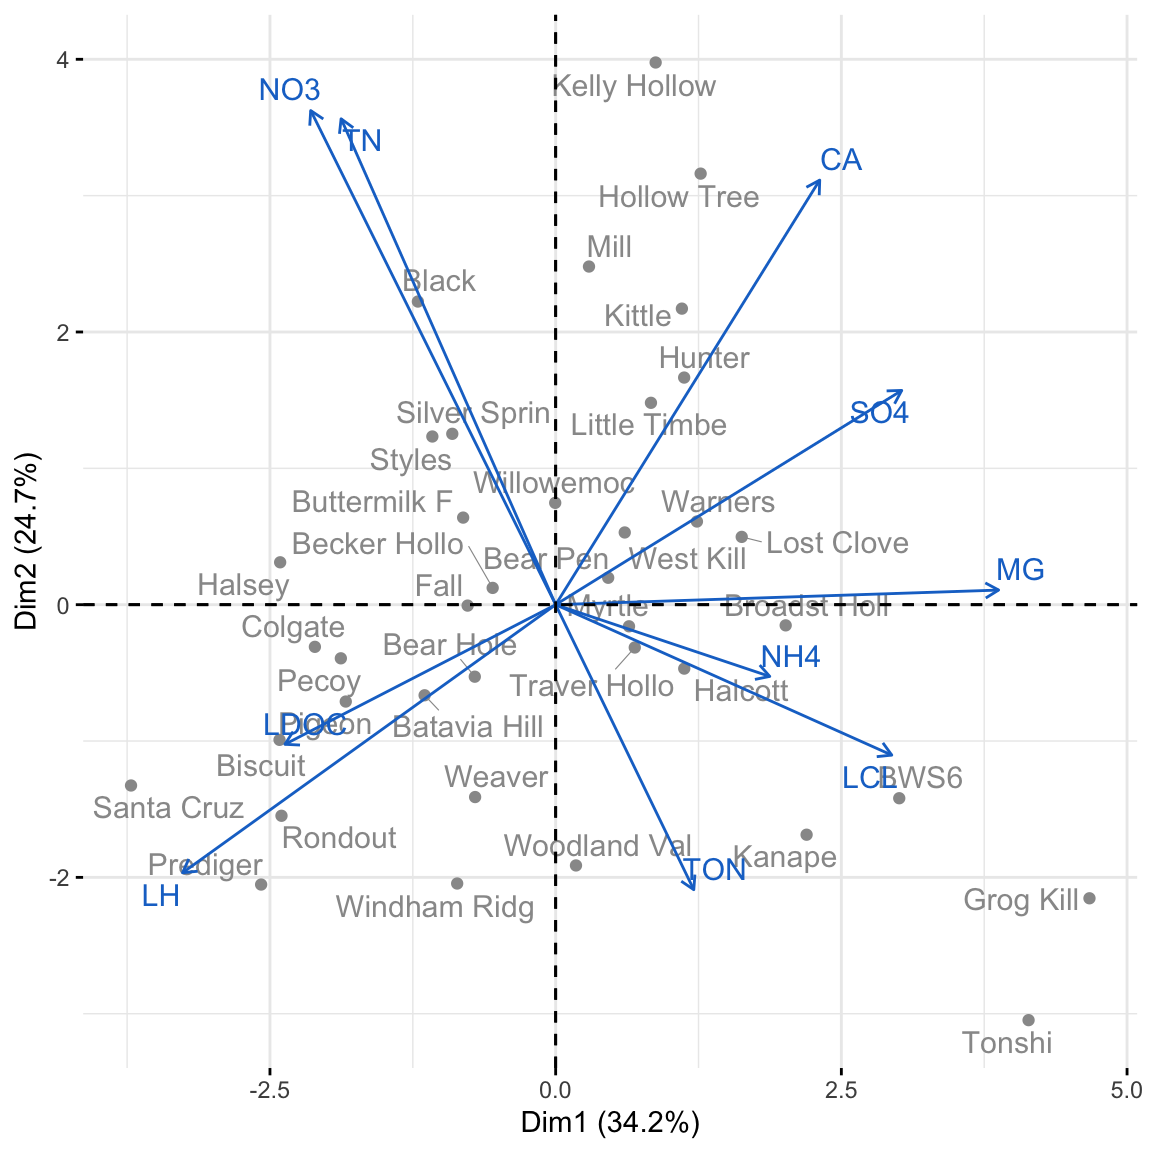 4
NO3
Kelly Hollow
TN
CA
Hollow Tree
Mill
Black
Kittle
2
Hunter
Silver Sprin
SO4
Little Timbe
Styles
Willowemoc
Buttermilk F
Warners
Becker Hollo
Bear Pen
West Kill
Lost Clove
Halsey
Fall
MG
Dim2 (24.7%)
0
Myrtle
Broadst Holl
Colgate
Bear Hole
NH4
Pecoy
Traver Hollo
Halcott
LDOC
Pigeon
Batavia Hill
Biscuit
Weaver
LCL
BWS6
Santa Cruz
Rondout
Woodland Val
Kanape
Prediger
TON
-2
LH
Windham Ridg
Grog Kill
Tonshi
-2.5
0.0
2.5
5.0
Dim1 (34.2%)